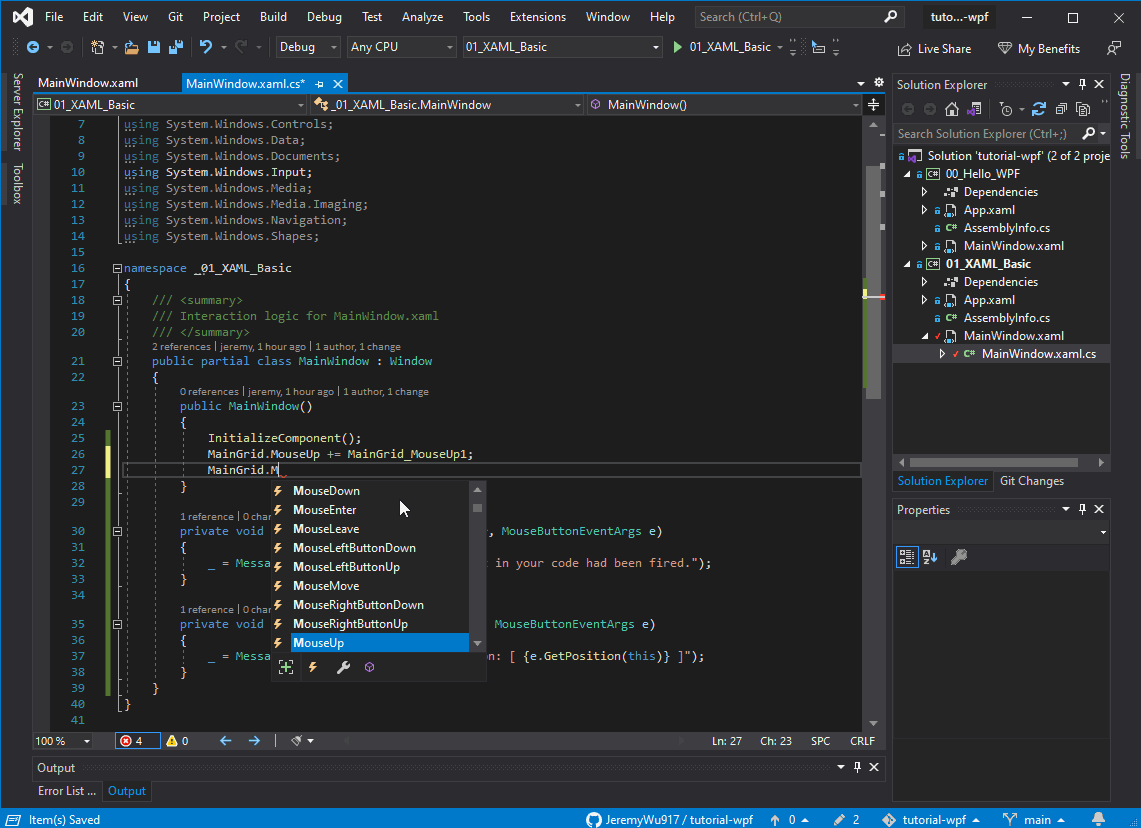 File Edit View Git Project Build Debug Test Analyze Tools Extensions Window Help Search (Ctrl+Q) tuto...-wpf
Debug Any CPU 01_XAML_Basic 01_XAML_Basic Live Share My Benefits
Server Explorer
Toolbox
MainWindow.xaml MainWindow.xaml.cs*
01_XAML_Basic _01_XAML_Basic.MainWindow MainWindow()
7 using System.Windows.Controls;
8 using System.Windows.Data;
9 using System.Windows.Documents;
10 using System.Windows.Input;
11 using System.Windows.Media;
12 using System.Windows.Media.Imaging;
13 using System.Windows.Navigation;
14 using System.Windows.Shapes;
15
16 namespace _01_XAML_Basic
17 {
18 /// <summary>
19 /// Interaction logic for MainWindow.xaml
20 /// </summary>
2 references | jeremy, 1 hour ago | 1 author, 1 change
21 public partial class MainWindow : Window
22 {
0 references | jeremy, 1 hour ago | 1 author, 1 change
23 public MainWindow()
24 {
25 InitializeComponent();
26 MainGrid.MouseUp += MainGrid_MouseUp1;
27 MainGrid.M
28 }
29
1 reference | 0 char
30 private void , MouseButtonEventArgs e)
31 {
32 _ = Messa t in your code had been fired.");
33 }
34
1 reference | 0 char
35 private void MouseButtonEventArgs e)
36 {
37 _ = Messa on: [ {e.GetPosition(this)} ]");
38 }
39 }
40 }
41
MouseDown
MouseEnter
MouseLeave
MouseLeftButtonDown
MouseLeftButtonUp
MouseMove
MouseRightButtonDown
MouseRightButtonUp
MouseUp
100 % 4 0 Ln: 27 Ch: 23 SPC CRLF
Output
Error List ... Output
Solution Explorer
Search Solution Explorer (Ctrl+;)
Solution 'tutorial-wpf' (2 of 2 proje
C# 00_Hello_WPF
Dependencies
App.xaml
C# AssemblyInfo.cs
MainWindow.xaml
C# 01_XAML_Basic
Dependencies
App.xaml
C# AssemblyInfo.cs
MainWindow.xaml
C# MainWindow.xaml.cs
Solution Explorer Git Changes
Properties
Diagnostic Tools
Item(s) Saved JeremyWu917 / tutorial-wpf 0 2 tutorial-wpf main